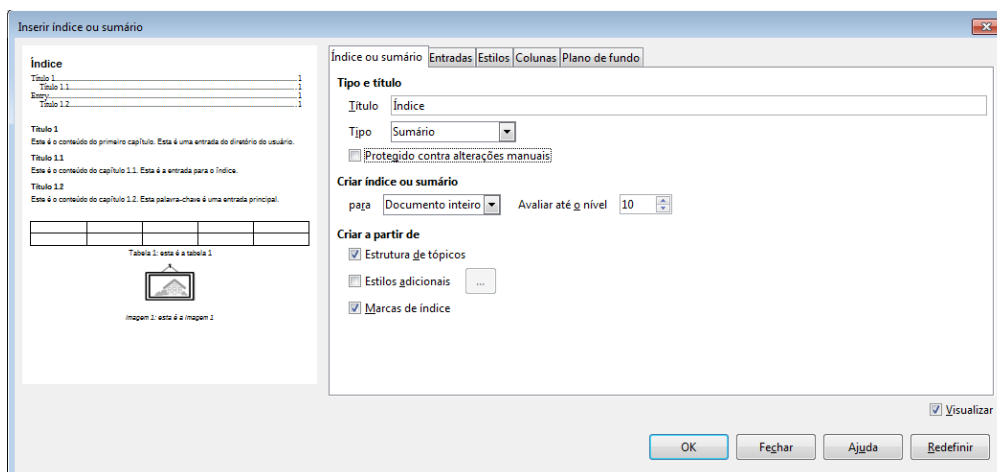 Inserir índice ou sumário
Índice
Título 1 1
Título 1.1 1
Entry 1
Título 1.2 1
Título 1
Este é o conteúdo do primeiro capítulo. Esta é uma entrada do diretório do usuário.
Título 1.1
Este é o conteúdo do capítulo 1.1. Esta é a entrada para o índice.
Título 1.2
Este é o conteúdo do capítulo 1.2. Esta palavra-chave é uma entrada principal.
Tabela 1: esta é a tabela 1
Imagem 1: esta é a imagem 1
Índice ou sumário Entradas Estilos Colunas Plano de fundo
Tipo e título
Título Índice
Tipo Sumário
Protegido contra alterações manuais
Criar índice ou sumário
para Documento inteiro Avaliar até o nível 10
Criar a partir de
Estrutura de tópicos
Estilos adicionais ...
Marcas de índice
Visualizar
OK Fechar Ajuda Redefinir